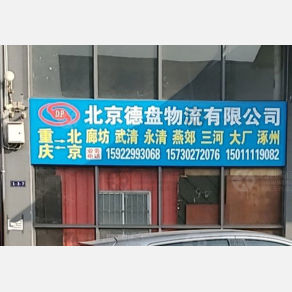 DP 北京德盘物流有限公司
重庆 北京 廊坊 武清 永清 燕郊 三河 大厂 涿州
15922993068 15730272076 15011119082